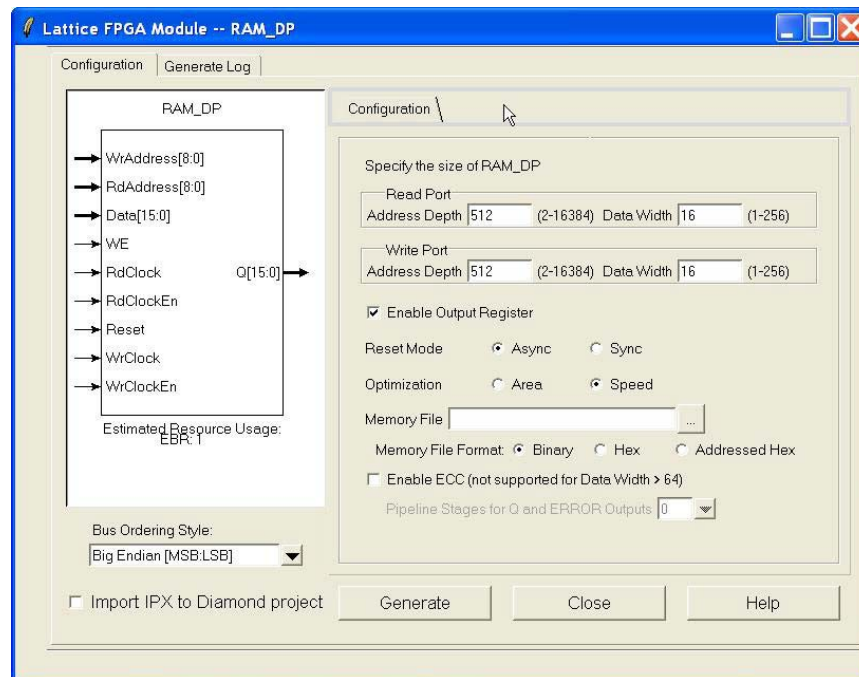 Lattice FPGA Module -- RAM_DP
Configuration Generate Log
RAM_DP
WrAddress[8:0]
RdAddress[8:0]
Data[15:0]
WE
RdClock Q[15:0]
RdClockEn
Reset
WrClock
WrClockEn
Estimated Resource Usage:
EBR: 1
Bus Ordering Style:
Big Endian [MSB:LSB]
Import IPX to Diamond project
Configuration
Specify the size of RAM_DP
Read Port
Address Depth 512 (2-16384) Data Width 16 (1-256)
Write Port
Address Depth 512 (2-16384) Data Width 16 (1-256)
Enable Output Register
Reset Mode Async Sync
Optimization Area Speed
Memory File ...
Memory File Format: Binary Hex Addressed Hex
Enable ECC (not supported for Data Width > 64)
Pipeline Stages for Q and ERROR Outputs 0
Generate Close Help